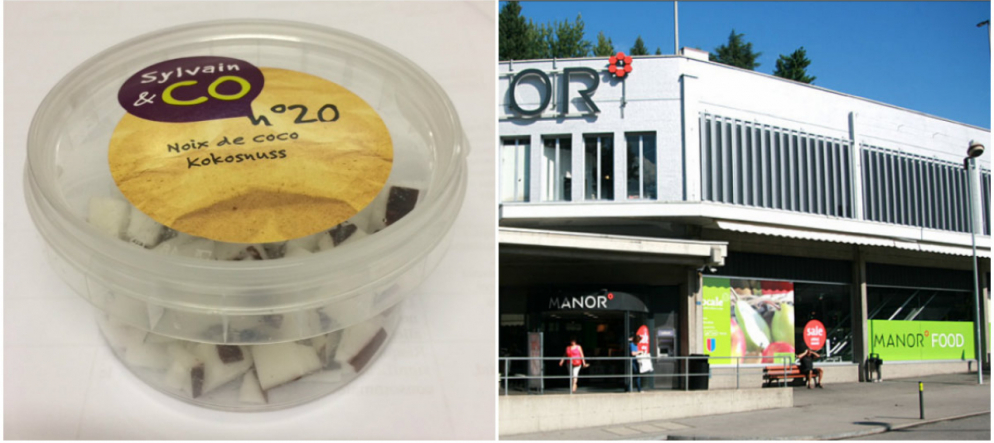 Sylvain
& CO
n°20
Noix de coco
Kokosnuss
OR
MANOR
sale
MANOR FOOD